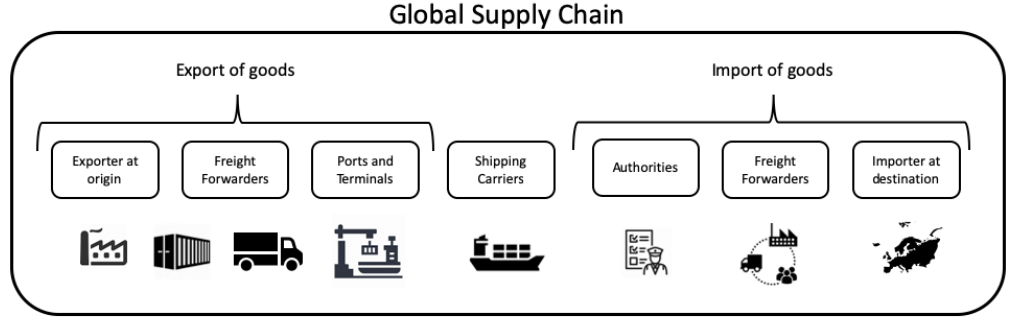 Global Supply Chain
Export of goods
Import of goods
Exporter at
origin
Freight
Forwarders
Ports and
Terminals
Shipping
Carriers
Authorities
Freight
Forwarders
Importer at
destination